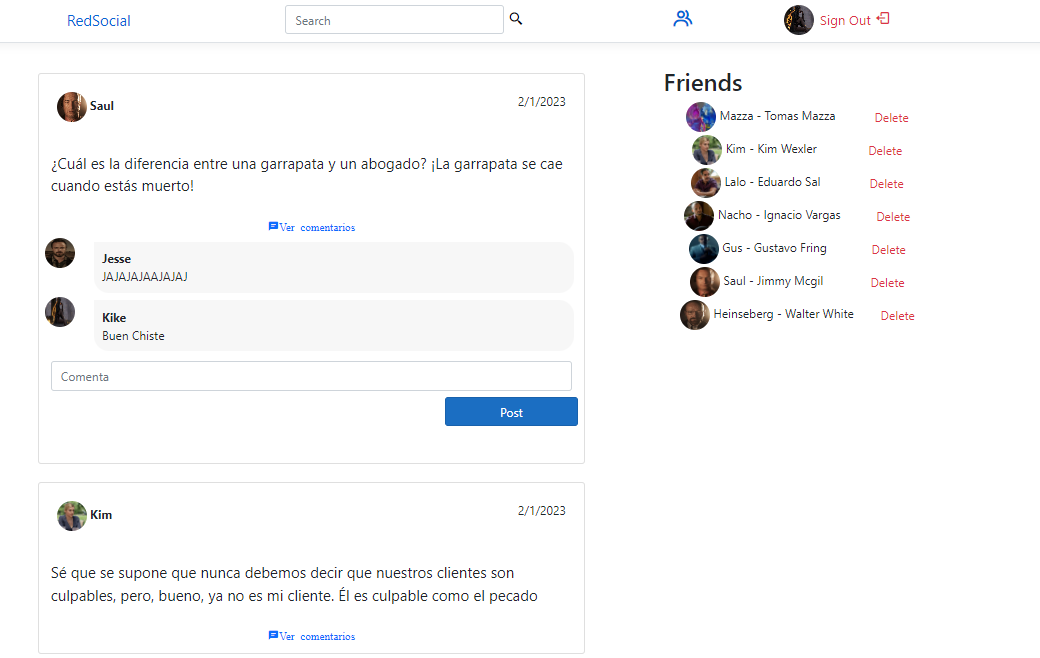 RedSocial
Search
Sign Out
Saul
2/1/2023
¿Cuál es la diferencia entre una garrapata y un abogado? ¡La garrapata se cae
cuando estás muerto!
Ver comentarios
Jesse
JAJAJAJAAJAJAJ
Kike
Buen Chiste
Comenta
Post
Kim
2/1/2023
Sé que se supone que nunca debemos decir que nuestros clientes son
culpables, pero, bueno, ya no es mi cliente. Él es culpable como el pecado
Ver comentarios
Friends
Mazza - Tomas Mazza Delete
Kim - Kim Wexler Delete
Lalo - Eduardo Sal Delete
Nacho - Ignacio Vargas Delete
Gus - Gustavo Fring Delete
Saul - Jimmy Mcgil Delete
Heinseberg - Walter White Delete